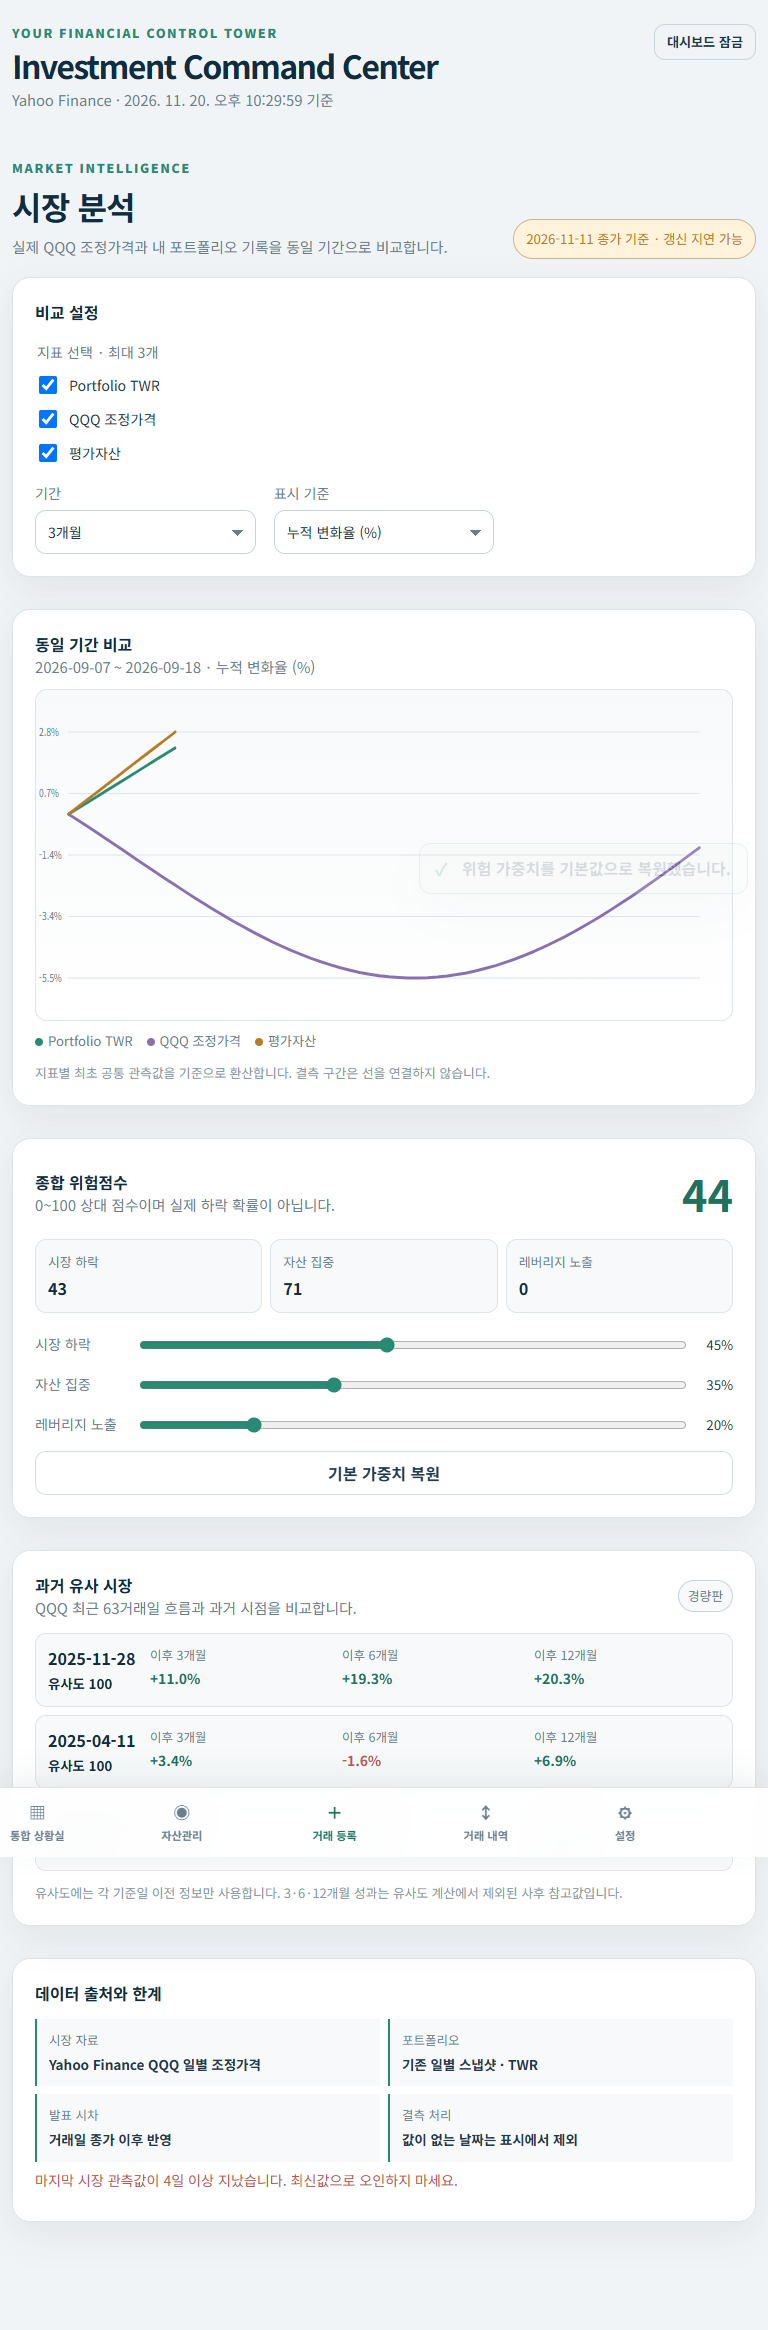 YOUR FINANCIAL CONTROL TOWER
Investment Command Center
Yahoo Finance · 2026. 11. 20. 오후 10:29:59 기준
대시보드 잠금
MARKET INTELLIGENCE
시장 분석
실제 QQQ 조정가격과 내 포트폴리오 기록을 동일 기간으로 비교합니다.
2026-11-11 종가 기준 · 갱신 지연 가능
비교 설정
지표 선택 · 최대 3개
Portfolio TWR
QQQ 조정가격
평가자산
기간
표시 기준
3개월
누적 변화율 (%)
동일 기간 비교
2026-09-07 ~ 2026-09-18 · 누적 변화율 (%)
2.8%
0.7%
-1.4%
-3.4%
-5.5%
✓ 위험 가중치를 기본값으로 복원했습니다.
Portfolio TWR
QQQ 조정가격
평가자산
지표별 최초 공통 관측값을 기준으로 환산합니다. 결측 구간은 선을 연결하지 않습니다.
종합 위험점수
0~100 상대 점수이며 실제 하락 확률이 아닙니다.
44
시장 하락
43
자산 집중
71
레버리지 노출
0
시장 하락
45%
자산 집중
35%
레버리지 노출
20%
기본 가중치 복원
과거 유사 시장
QQQ 최근 63거래일 흐름과 과거 시점을 비교합니다.
경량판
2025-11-28
유사도 100
이후 3개월
+11.0%
이후 6개월
+19.3%
이후 12개월
+20.3%
2025-04-11
유사도 100
이후 3개월
+3.4%
이후 6개월
-1.6%
이후 12개월
+6.9%
통합 상황실
자산관리
거래 등록
거래 내역
설정
유사도에는 각 기준일 이전 정보만 사용합니다. 3·6·12개월 성과는 유사도 계산에서 제외된 사후 참고값입니다.
데이터 출처와 한계
시장 자료
Yahoo Finance QQQ 일별 조정가격
포트폴리오
기존 일별 스냅샷 · TWR
발표 시차
거래일 종가 이후 반영
결측 처리
값이 없는 날짜는 표시에서 제외
마지막 시장 관측값이 4일 이상 지났습니다. 최신값으로 오인하지 마세요.